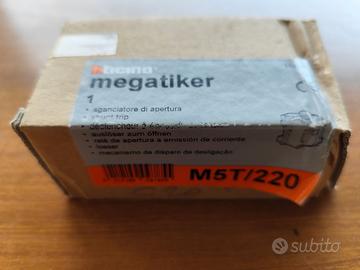 bticino
megatiker
1
• sganciatore di apertura
• shunt trip
• déclencheur à
• auslöser zum öffnen
• relé de apertura a emisión de corriente
• losser
• mecanismo de disparo de desligação
M5T/220
subito